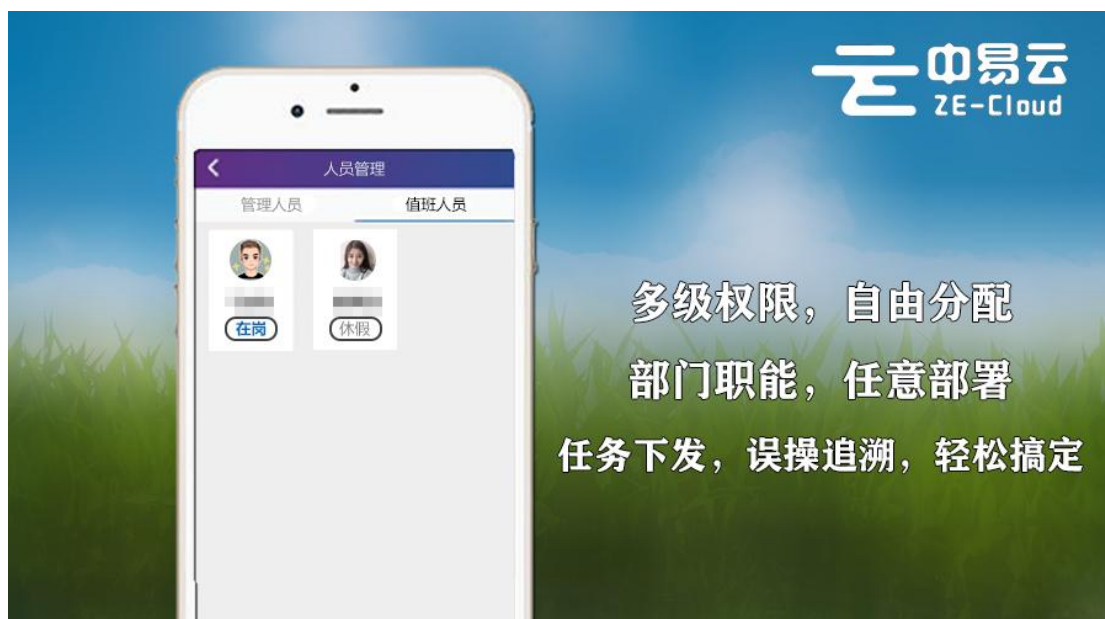 中易云
ZE-Cloud
人员管理
管理人员
值班人员
在岗
休假
多级权限，自由分配
部门职能，任意部署
任务下发，误操追溯，轻松搞定